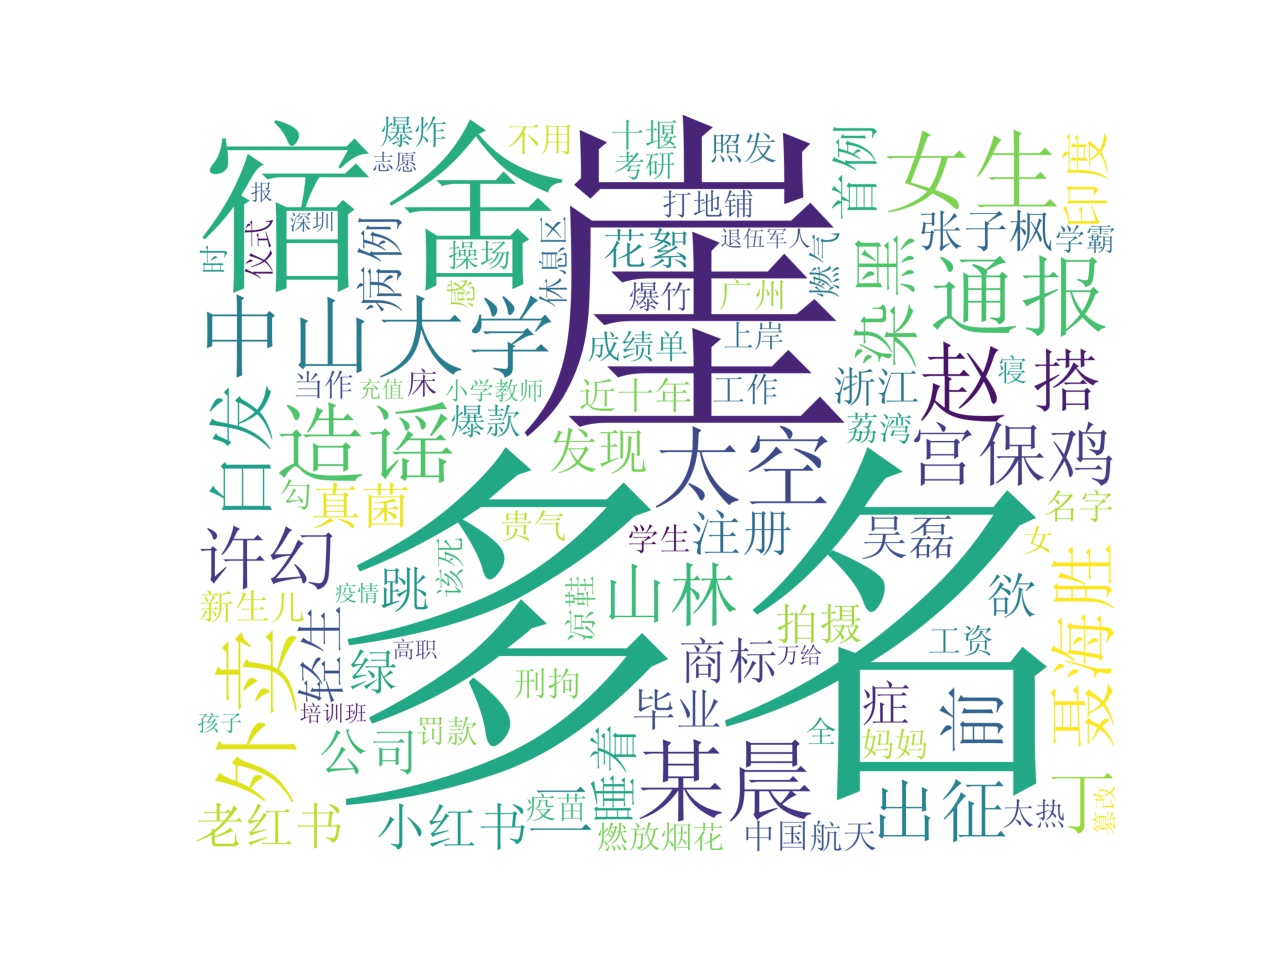 宿舍
崖
多名
爆炸
志愿
不用
十堰
考研
照发
首例
女生
印度
报
深圳
仪式
时
病例
操场
感
休息区
打地铺
花絮
退伍军人
燃气
染黑
张子枫
学霸
通报
爆竹
广州
中山大学
成绩单
上岸
赵
搭
寝
当作
床
充值
小学教师
近十年
工作
浙江
白发
造谣
爆款
荔湾
宫保鸡
发现
太空
勾
真菌
贵气
学生
注册
吴磊
名字
女
许幻
跳
该死
疫情
凉鞋
山林
欲
聂海胜
新生儿
轻生
拍摄
工资
外卖
绿
高职
刑拘
商标
万给
症
前
孩子
培训班
公司
罚款
毕业
全
妈妈
睡着
某晨
老红书
小红书
一
疫苗
燃放烟花
中国航天
出征
太热
丁
篡改